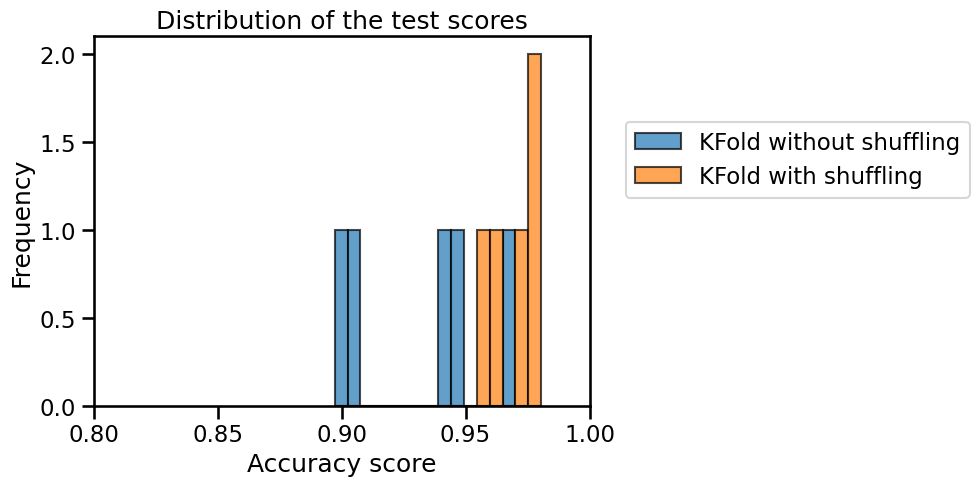 Distribution of the test scores
2.0
1.5
1.0
0.5
0.0
Frequency
0.80 0.85 0.90 0.95 1.00
Accuracy score
KFold without shuffling
KFold with shuffling